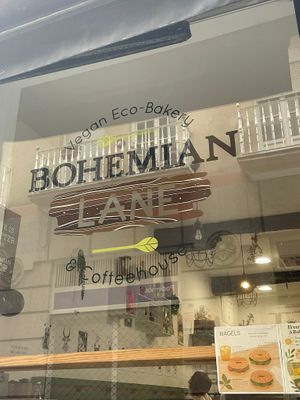 Vegan Eco-Bakery
BOHEMIAN
LANE
& Coffeehouse
BAGELS